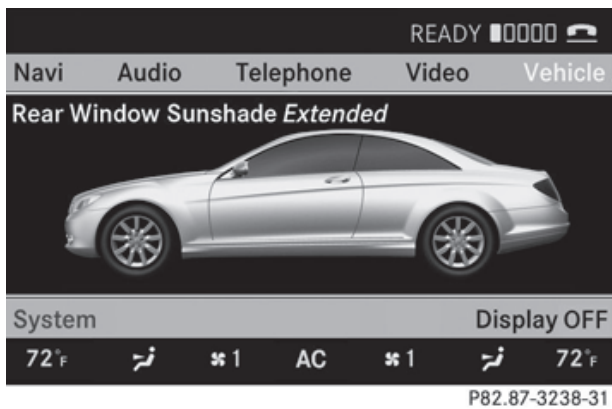 READY
Navi Audio Telephone Video Vehicle
Rear Window Sunshade Extended
System Display OFF
72°F 1 AC 1 72°F
P82.87-3238-31